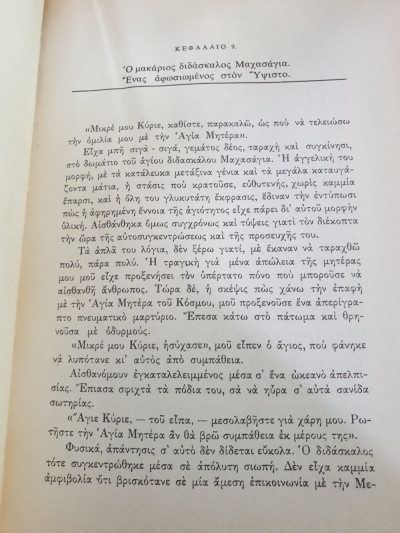 ΚΕΦΑΛΑΙΟ 9.
Ὁ μακάριος διδάσκαλος Μαχασάγια.
Ἕνας ἀφοσιωμένος στὸν Ὕψιστο.
«Μικρέ μου Κύριε, καθίστε, παρακαλῶ, ὡς ποὺ νὰ τελειώσω
τὴν ὁμιλία μου μὲ τὴν Ἁγία Μητέρα».
Εἶχα μπῆ σιγά - σιγά, γεμάτος δέος, ταραχὴ καὶ συγκίνησι,
στὸ δωμάτιο τοῦ ἁγίου διδασκάλου Μαχασάγια. Ἡ ἀγγελική του
μορφή, μὲ τὰ κατάλευκα μετάξινα γένια καὶ τὰ μεγάλα καταυγά-
ζοντα μάτια, ἡ στάσις ποὺ κρατοῦσε, εὐθυτενής, χωρὶς καμμία
ἔπαρσι, καὶ ἡ ὅλη του γλυκυτάτη ἔκφρασις, ἔδιναν τὴν ἐντύπωσι
πὼς ἡ ἀφηρημένη ἔννοια τῆς ἁγιότητος εἶχε πάρει δι' αὐτοῦ μορφὴν
ὑλική. Αἰσθάνθηκα ὅμως συγχρόνως καὶ τύψεις γιατὶ τὸν διέκοπτα
τὴν ὥρα τῆς αὐτοσυγκεντρώσεως καὶ τῆς προσευχῆς του.
Τὰ ἁπλᾶ του λόγια, δὲν ξέρω γιατί, μὲ ἔκαναν νὰ ταραχθῶ
πολύ, πάρα πολύ. Ἡ τραγικὴ γιὰ μένα ἀπώλεια τῆς μητέρας
μου μοῦ εἶχε προξενήσει τὸν ὑπέρτατο πόνο ποὺ μποροῦσε νὰ
αἰσθανθῆ ἄνθρωπος. Τώρα δέ, ἡ σκέψις πὼς χάνω τὴν ἐπαφὴ
μὲ τὴν Ἁγία Μητέρα τοῦ Κόσμου, μοῦ προξενοῦσε ἕνα ἀπερίγρα-
πτο πνευματικὸ μαρτύριο. Ἔπεσα κάτω στὸ πάτωμα καὶ θρη-
νοῦσα μὲ ὀδυρμούς.
«Μικρέ μου Κύριε, ἡσύχασε», μοῦ εἶπεν ὁ ἅγιος, ποὺ φάνηκε
νὰ λυπότανε κι' αὐτὸς ἀπὸ συμπάθεια.
Αἰσθανόμουν ἐγκαταλελειμμένος μέσα σ' ἕνα ὠκεανὸ ἀπελπι-
σίας. Ἔπιασα σφιχτὰ τὰ πόδια του, σὰ νὰ ηὗρα σ' αὐτὰ σανίδα
σωτηρίας.
«Ἅγιε Κύριε, — τοῦ εἶπα, — μεσολαβῆστε γιὰ χάρη μου. Ρω-
τῆστε τὴν Ἁγία Μητέρα ἂν θὰ βρῶ συμπάθεια ἐκ μέρους της».
Φυσικά, ἀπάντησις σ' αὐτὸ δὲν δίδεται εὔκολα. Ὁ διδάσκαλος
τότε συγκεντρώθηκε μέσα σὲ ἀπόλυτη σιωπή. Δὲν εἶχα καμμία
ἀμφιβολία ὅτι βρισκότανε σὲ μία ἄμεση ἐπικοινωνία μὲ τὴν Με-